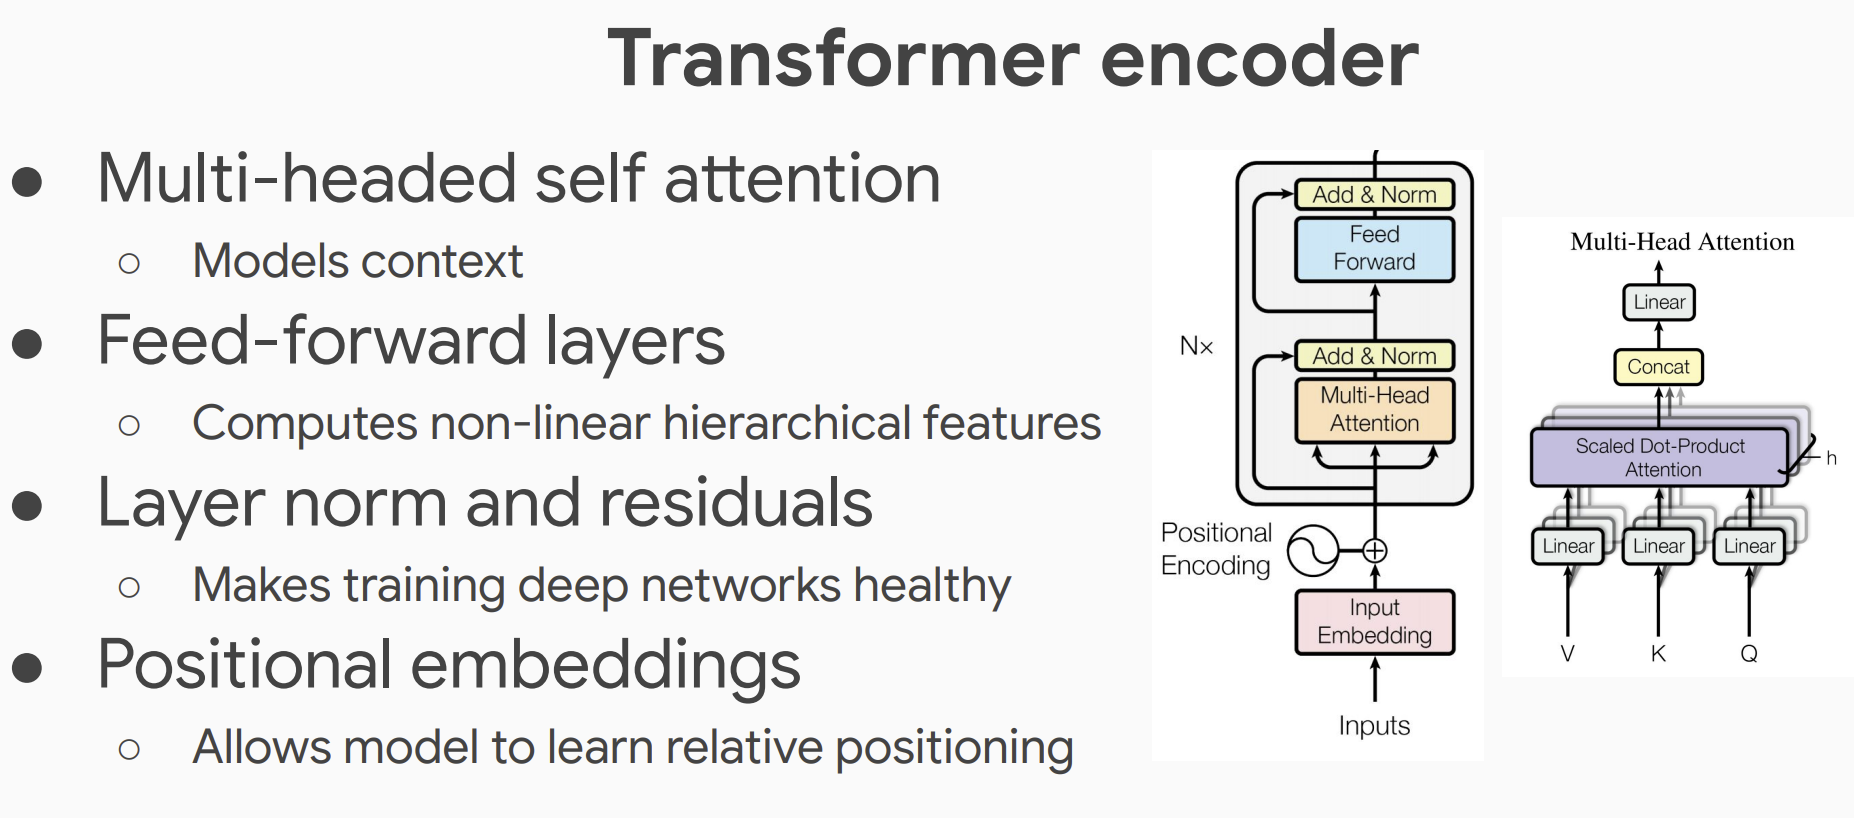 Transformer encoder
● Multi-headed self attention
○ Models context
● Feed-forward layers
○ Computes non-linear hierarchical features
● Layer norm and residuals
○ Makes training deep networks healthy
● Positional embeddings
○ Allows model to learn relative positioning
Add & Norm
Feed
Forward
N×
Add & Norm
Multi-Head
Attention
Positional
Encoding
Input
Embedding
Inputs
Multi-Head Attention
Linear
Concat
Scaled Dot-Product
Attention
h
Linear Linear Linear
V K Q